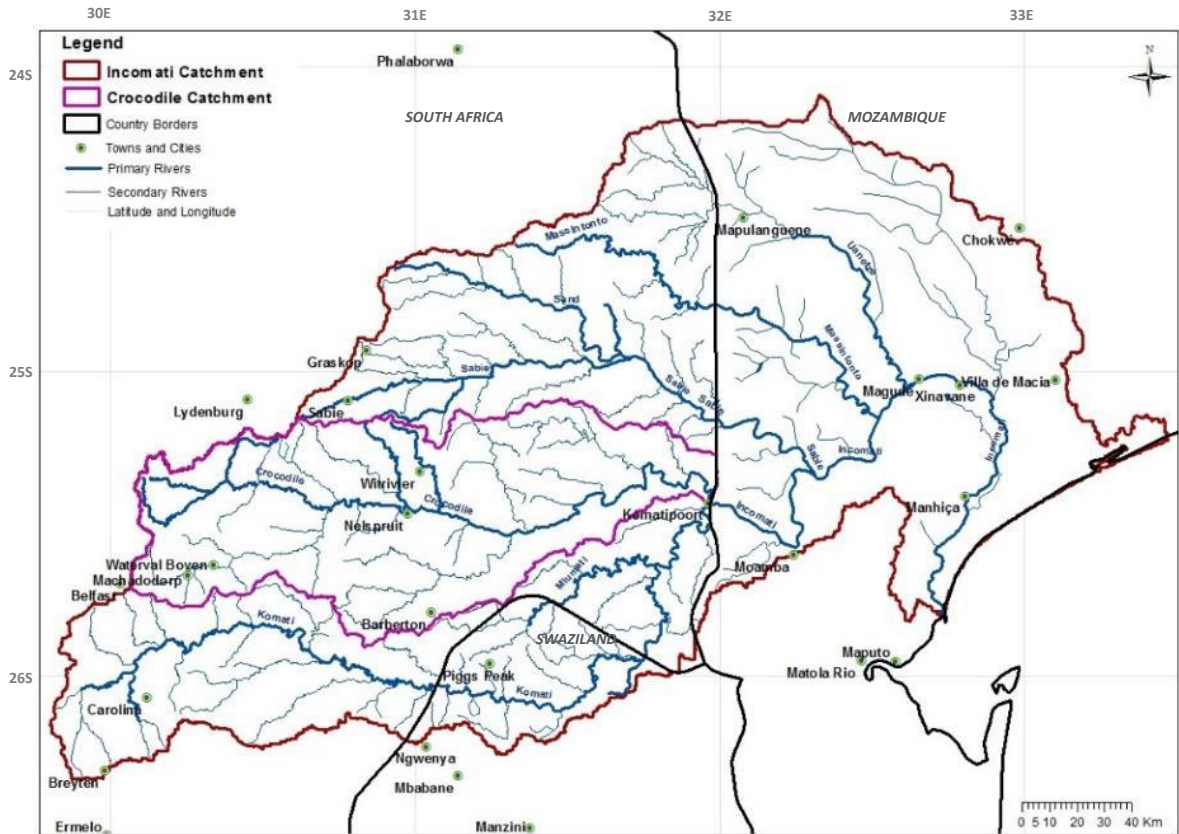 30E
31E
32E
33E
24S
25S
26S
Legend
Incomati Catchment
Crocodile Catchment
Country Borders
Towns and Cities
Primary Rivers
Secondary Rivers
Latitude and Longitude
N
Phalaborwa
SOUTH AFRICA
MOZAMBIQUE
Massintonto
Mapulanguene
Chokwé
Uanetze
Sand
Massintonto
Graskop
Sabie
Sabie
Sabie
Magude
Xinavane
Villa de Macia
Lydenburg
Sabie
Sabie
Incomati
Incomati
Crocodile
Witrivier
Crocodile
Nelspruit
Komatipoort
Incomati
Manhiça
Moamba
Waterval Boven
Machadodorp
Belfast
Mlumati
Komati
Barberton
SWAZILAND
Piggs Peak
Komati
Maputo
Matola Rio
Carolina
Ngwenya
Mbabane
Breyten
Ermelo
Manzini
0 5 10 20 30 40 Km